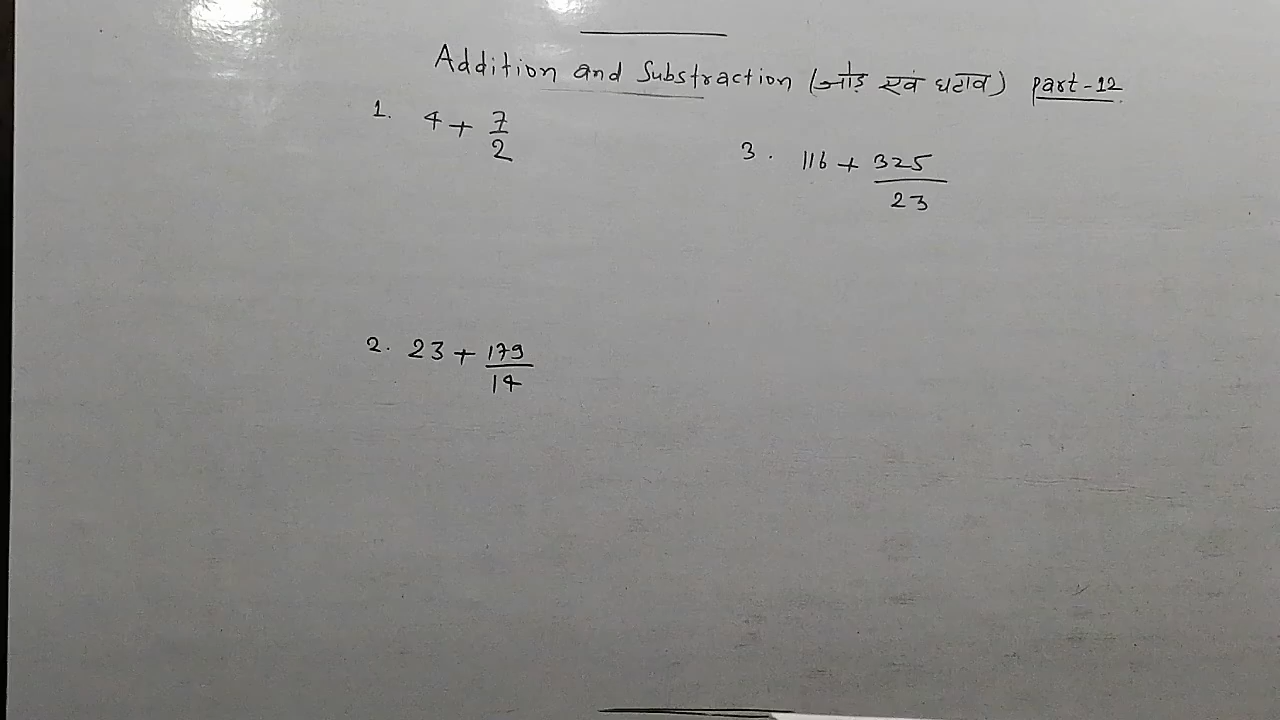 Addition and Substraction (जोड़ एवं घटाव) part-12
1. 4 + 7/2
3. 116 + 325/23
2. 23 + 179/14